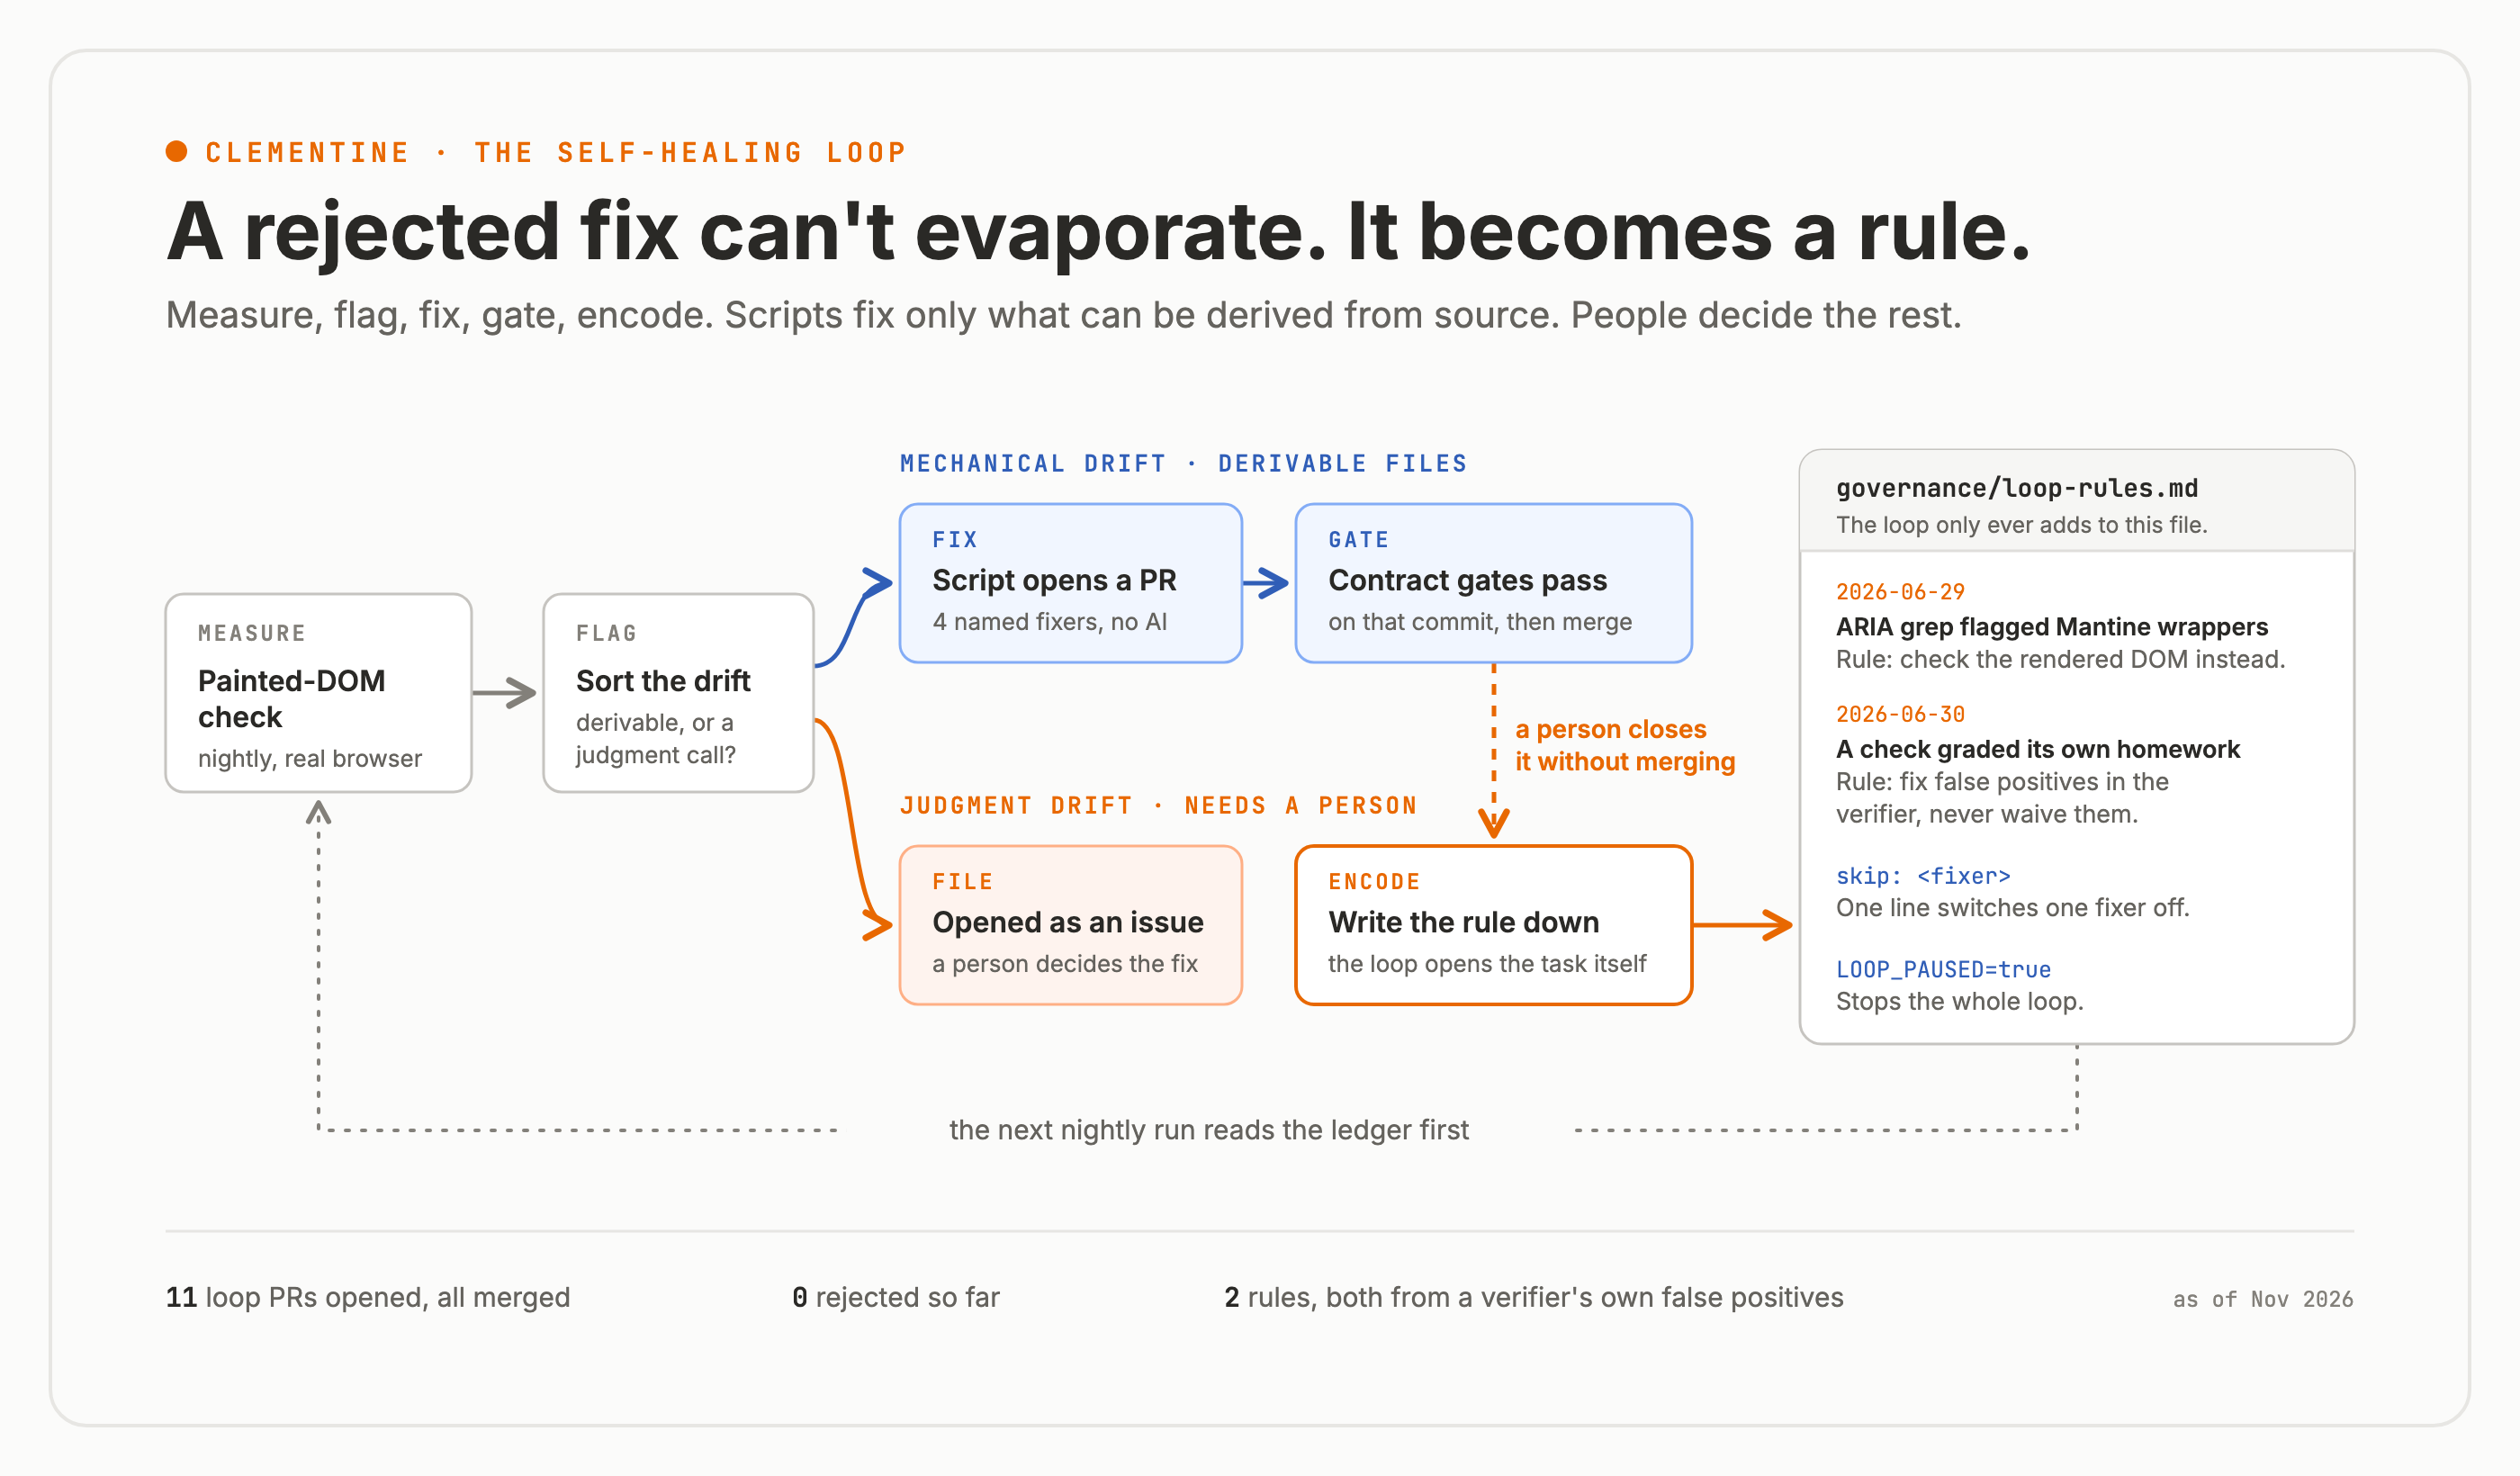 CLEMENTINE · THE SELF-HEALING LOOP
A rejected fix can't evaporate. It becomes a rule.
Measure, flag, fix, gate, encode. Scripts fix only what can be derived from source. People decide the rest.
MEASURE
Painted-DOM
check
nightly, real browser
FLAG
Sort the drift
derivable, or a
judgment call?
MECHANICAL DRIFT · DERIVABLE FILES
FIX
Script opens a PR
4 named fixers, no AI
GATE
Contract gates pass
on that commit, then merge
a person closes
it without merging
JUDGMENT DRIFT · NEEDS A PERSON
FILE
Opened as an issue
a person decides the fix
ENCODE
Write the rule down
the loop opens the task itself
governance/loop-rules.md
The loop only ever adds to this file.
2026-06-29
ARIA grep flagged Mantine wrappers
Rule: check the rendered DOM instead.
2026-06-30
A check graded its own homework
Rule: fix false positives in the
verifier, never waive them.
skip: <fixer>
One line switches one fixer off.
LOOP_PAUSED=true
Stops the whole loop.
the next nightly run reads the ledger first
11 loop PRs opened, all merged
0 rejected so far
2 rules, both from a verifier's own false positives
as of Nov 2026